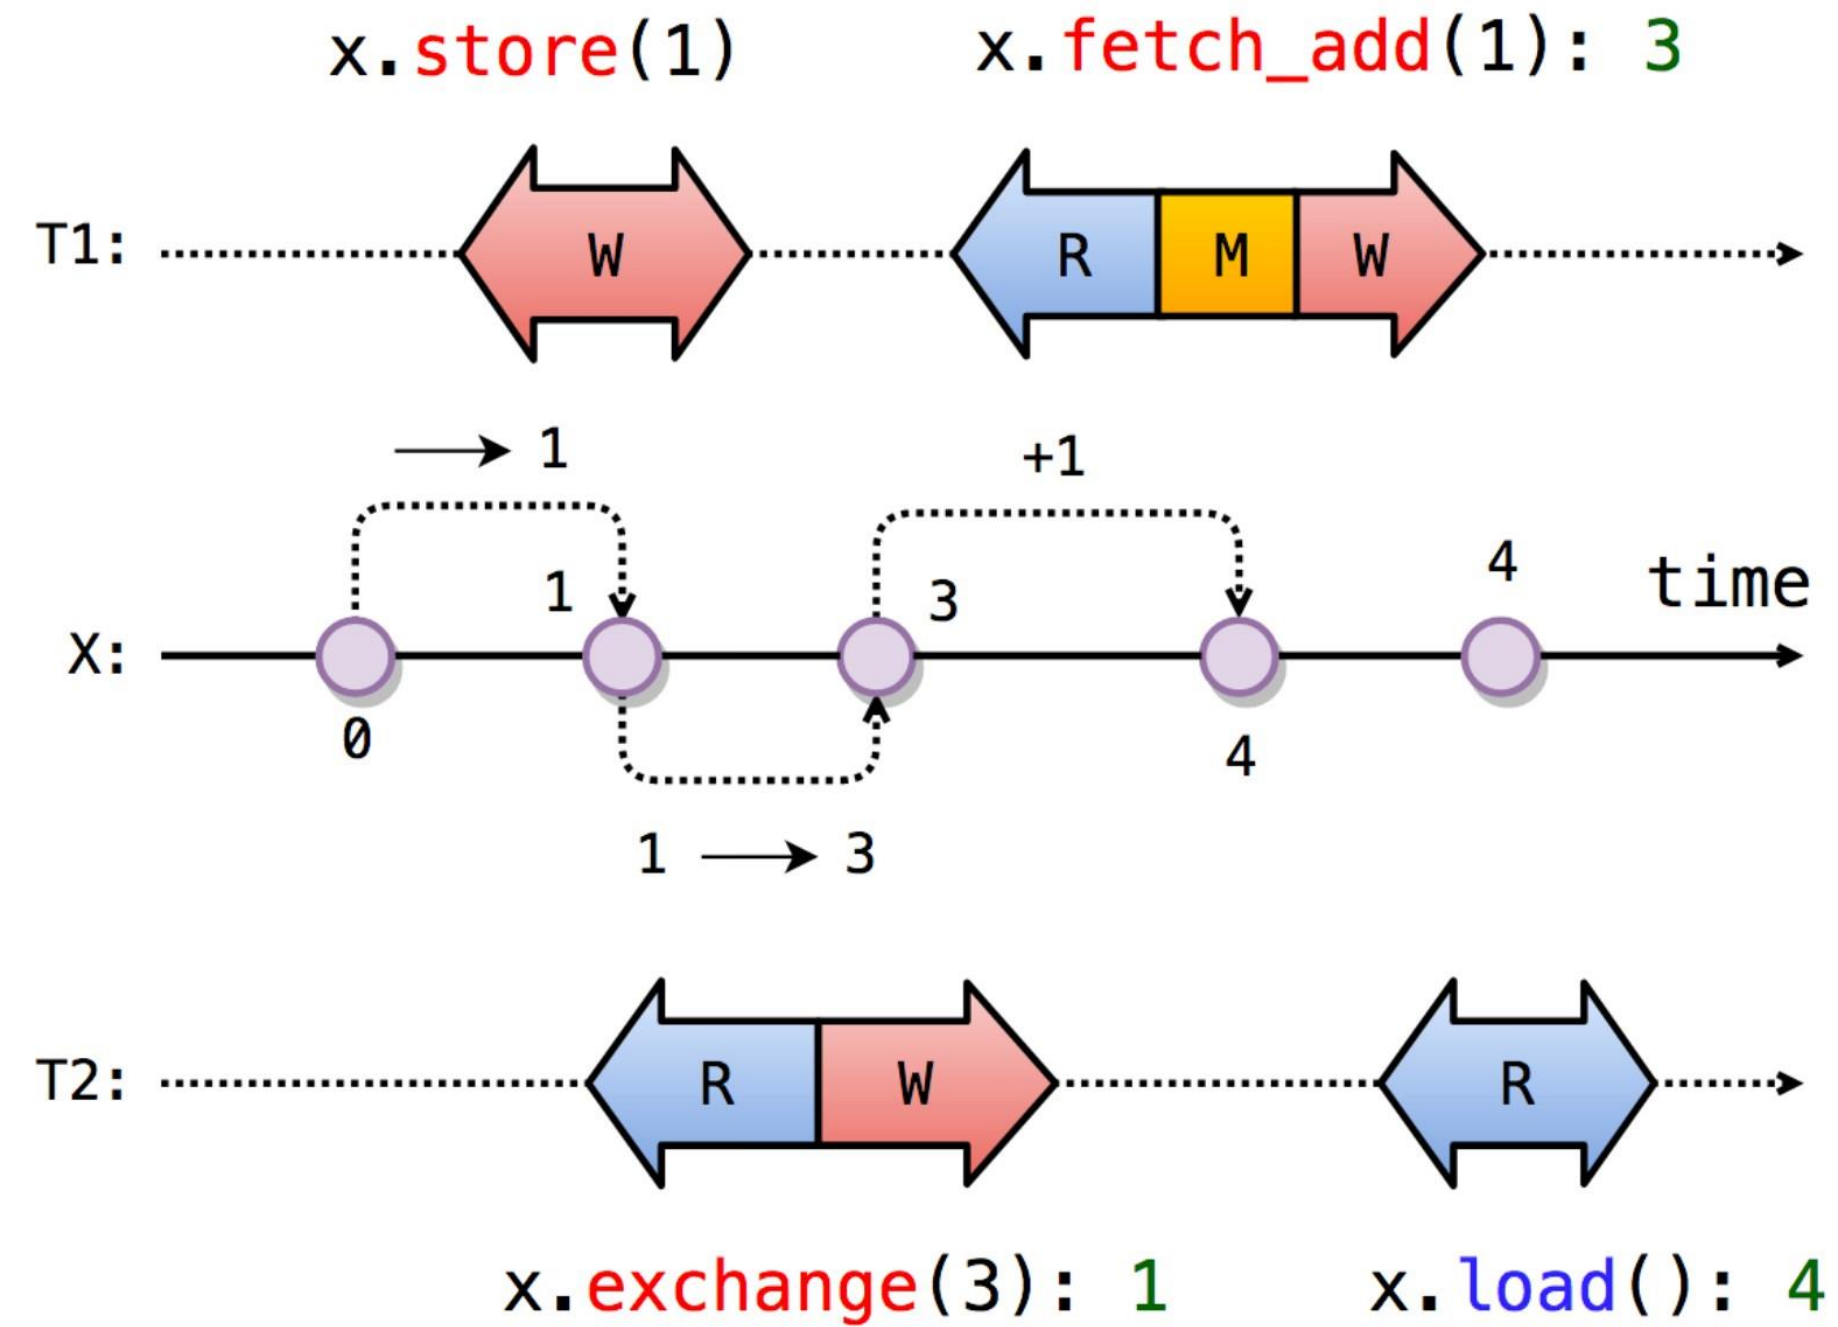 x.store(1) x.fetch_add(1): 3
T1: W R M W
1 +1
1 3 4 time
X:
0 4
1 3
T2: R W R
x.exchange(3): 1 x.load(): 4